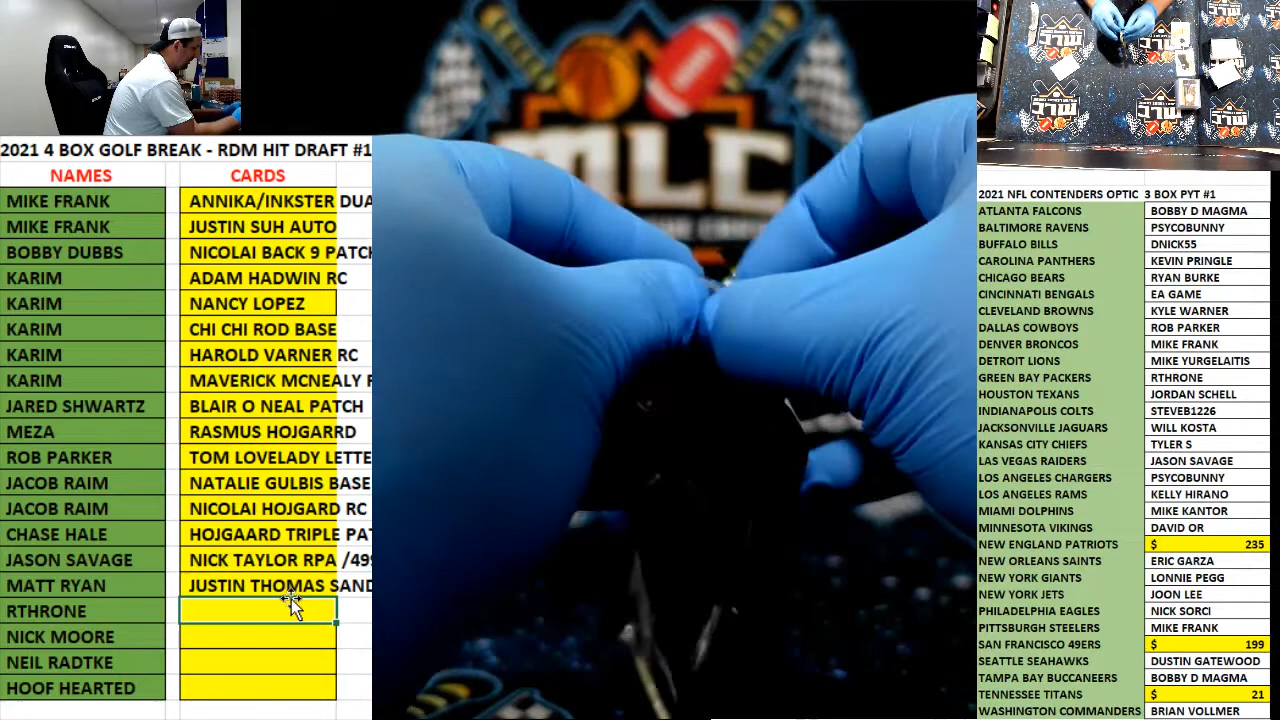 2021 4 BOX GOLF BREAK - RDM HIT DRAFT #1
NAMES CARDS
MIKE FRANK ANNIKA/INKSTER DUA
MIKE FRANK JUSTIN SUH AUTO
BOBBY DUBBS NICOLAI BACK 9 PATCH
KARIM ADAM HADWIN RC
KARIM NANCY LOPEZ
KARIM CHI CHI ROD BASE
KARIM HAROLD VARNER RC
KARIM MAVERICK MCNEALY R
JARED SHWARTZ BLAIR O NEAL PATCH
MEZA RASMUS HOJGARRD
ROB PARKER TOM LOVELADY LETTE
JACOB RAIM NATALIE GULBIS BASE
JACOB RAIM NICOLAI HOJGARD RC
CHASE HALE HOJGAARD TRIPLE PAT
JASON SAVAGE NICK TAYLOR RPA /499
MATT RYAN JUSTIN THOMAS SAND
RTHRONE
NICK MOORE
NEIL RADTKE
HOOF HEARTED
MLC
2021 NFL CONTENDERS OPTIC 3 BOX PYT #1
ATLANTA FALCONS BOBBY D MAGMA
BALTIMORE RAVENS PSYCOBUNNY
BUFFALO BILLS DNICK55
CAROLINA PANTHERS KEVIN PRINGLE
CHICAGO BEARS RYAN BURKE
CINCINNATI BENGALS EA GAME
CLEVELAND BROWNS KYLE WARNER
DALLAS COWBOYS ROB PARKER
DENVER BRONCOS MIKE FRANK
DETROIT LIONS MIKE YURGELAITIS
GREEN BAY PACKERS RTHRONE
HOUSTON TEXANS JORDAN SCHELL
INDIANAPOLIS COLTS STEVEB1226
JACKSONVILLE JAGUARS WILL KOSTA
KANSAS CITY CHIEFS TYLER S
LAS VEGAS RAIDERS JASON SAVAGE
LOS ANGELES CHARGERS PSYCOBUNNY
LOS ANGELES RAMS KELLY HIRANO
MIAMI DOLPHINS MIKE KANTOR
MINNESOTA VIKINGS DAVID OR
NEW ENGLAND PATRIOTS $ 235
NEW ORLEANS SAINTS ERIC GARZA
NEW YORK GIANTS LONNIE PEGG
NEW YORK JETS JOON LEE
PHILADELPHIA EAGLES NICK SORCI
PITTSBURGH STEELERS MIKE FRANK
SAN FRANCISCO 49ERS $ 199
SEATTLE SEAHAWKS DUSTIN GATEWOOD
TAMPA BAY BUCCANEERS BOBBY D MAGMA
TENNESSEE TITANS $ 21
WASHINGTON COMMANDERS BRIAN VOLLMER